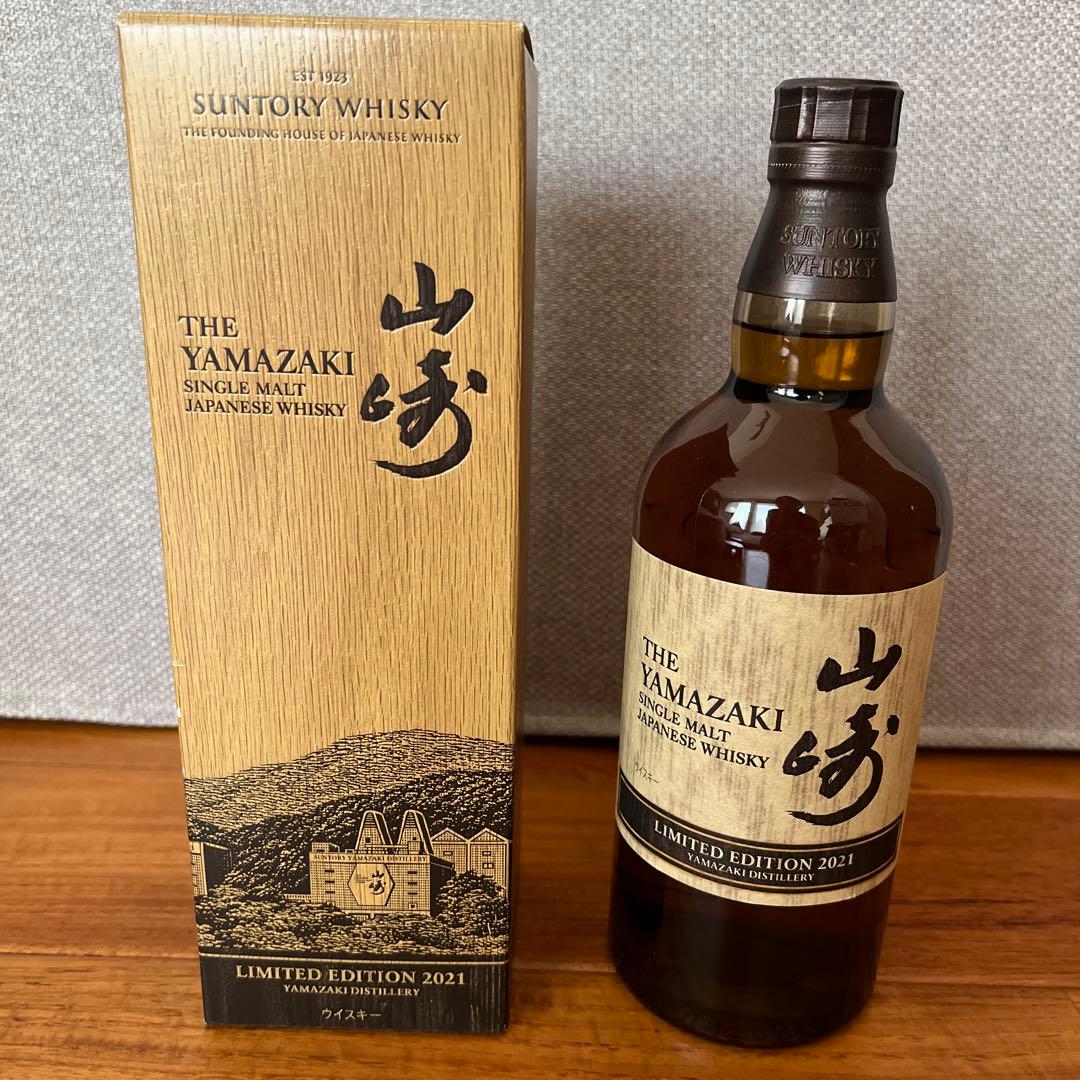 EST 1923
SUNTORY WHISKY
THE FOUNDING HOUSE OF JAPANESE WHISKY
THE
YAMAZAKI
SINGLE MALT
JAPANESE WHISKY
山崎
SUNTORY YAMAZAKI DISTILLERY
山崎
LIMITED EDITION 2021
YAMAZAKI DISTILLERY
ウイスキー
SUNTORY
WHISKY
THE
YAMAZAKI
SINGLE MALT
JAPANESE WHISKY
山崎
ウイスキー
LIMITED EDITION 2021
YAMAZAKI DISTILLERY